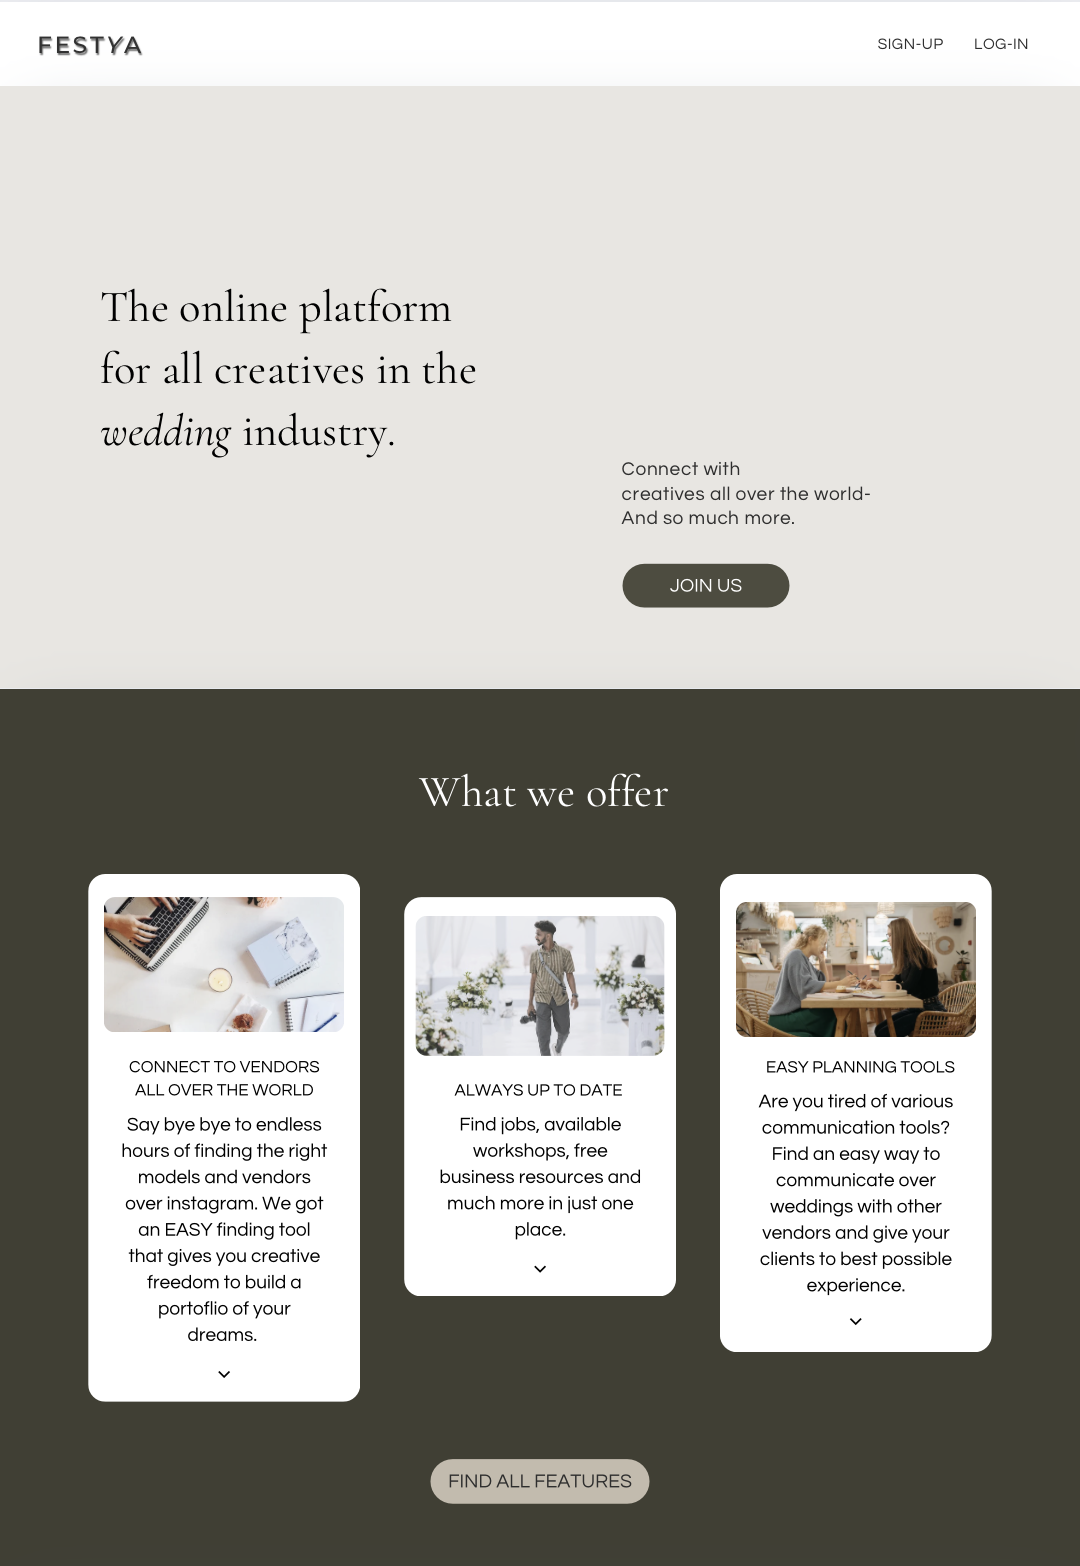 FESTYA
SIGN-UP
LOG-IN
The online platform
for all creatives in the
wedding industry.
Connect with
creatives all over the world-
And so much more.
JOIN US
What we offer
CONNECT TO VENDORS
ALL OVER THE WORLD
Say bye bye to endless
hours of finding the right
models and vendors
over instagram. We got
an EASY finding tool
that gives you creative
freedom to build a
portoflio of your
dreams.
ALWAYS UP TO DATE
Find jobs, available
workshops, free
business resources and
much more in just one
place.
EASY PLANNING TOOLS
Are you tired of various
communication tools?
Find an easy way to
communicate over
weddings with other
vendors and give your
clients to best possible
experience.
FIND ALL FEATURES